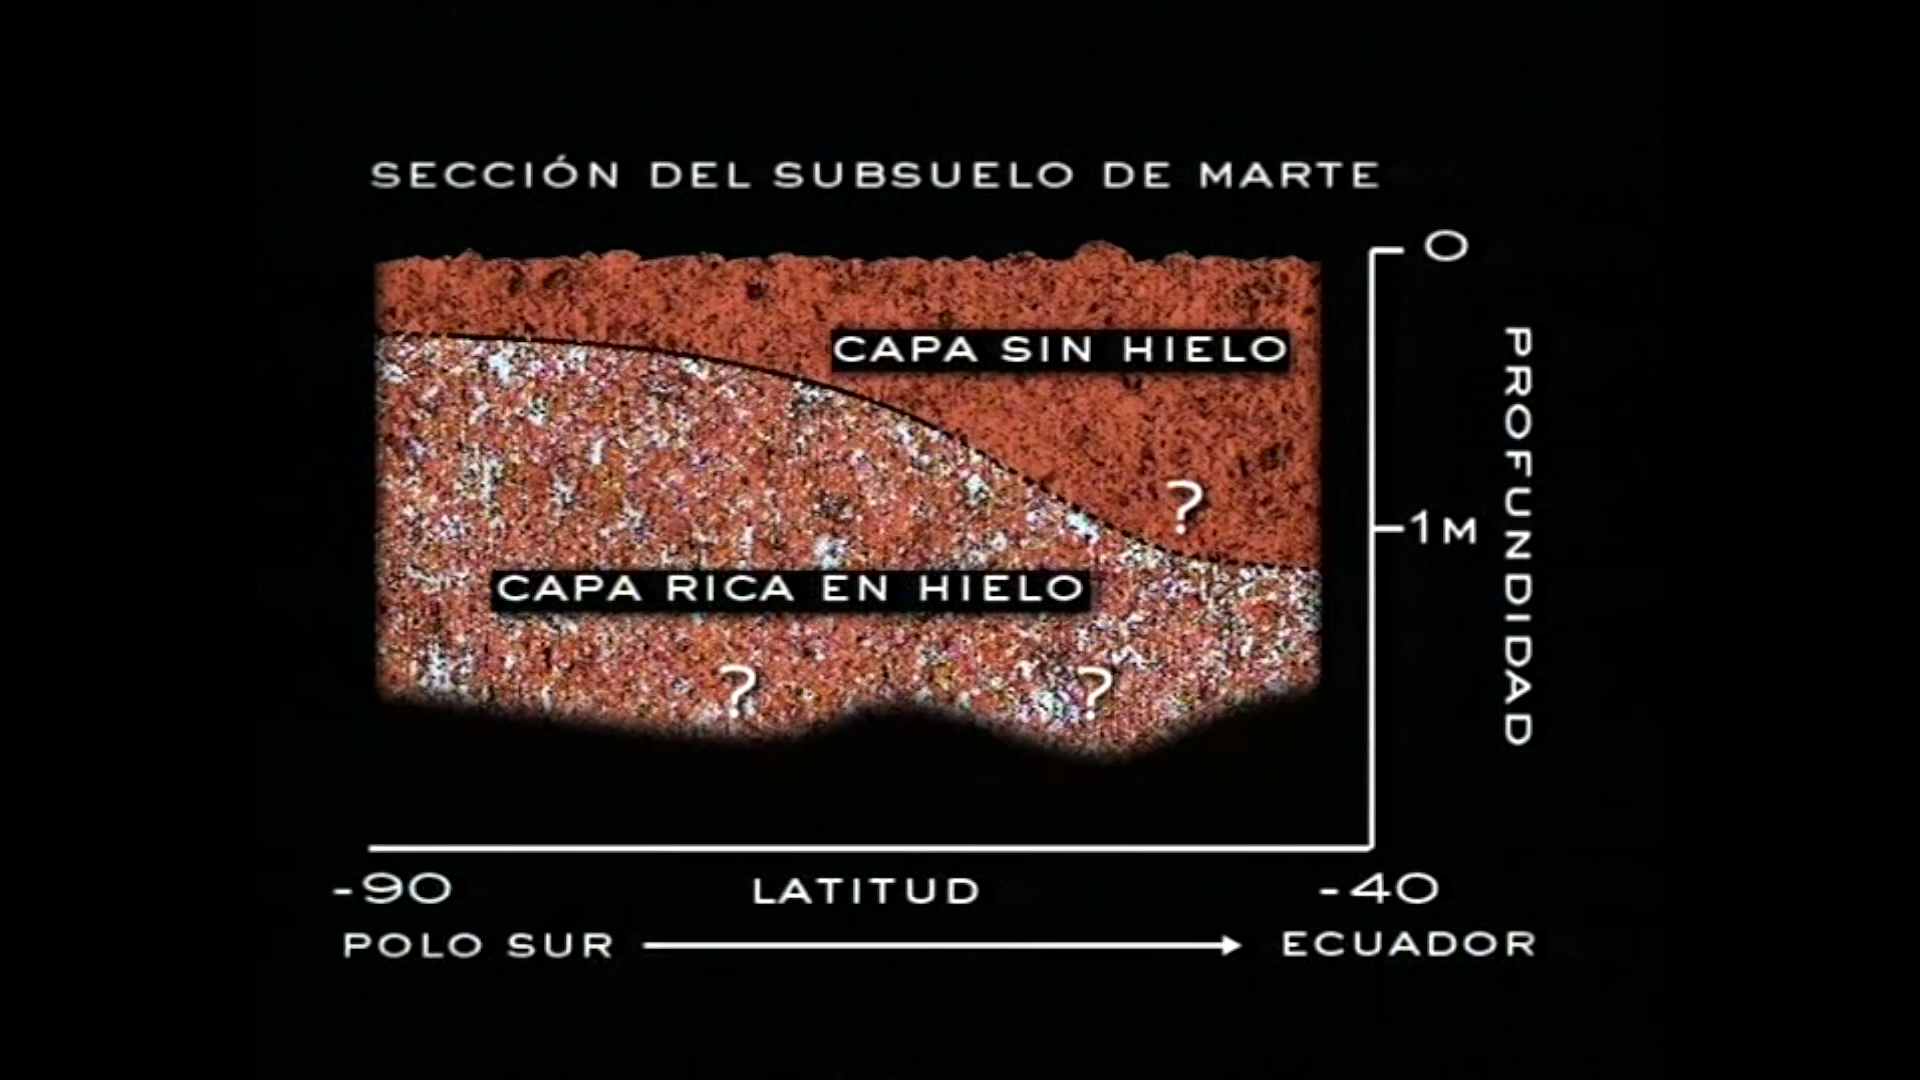 SECCIÓN DEL SUBSUELO DE MARTE
0
CAPA SIN HIELO
?
1M
PROFUNDIDAD
CAPA RICA EN HIELO
? ?
-90 LATITUD -40
POLO SUR ECUADOR